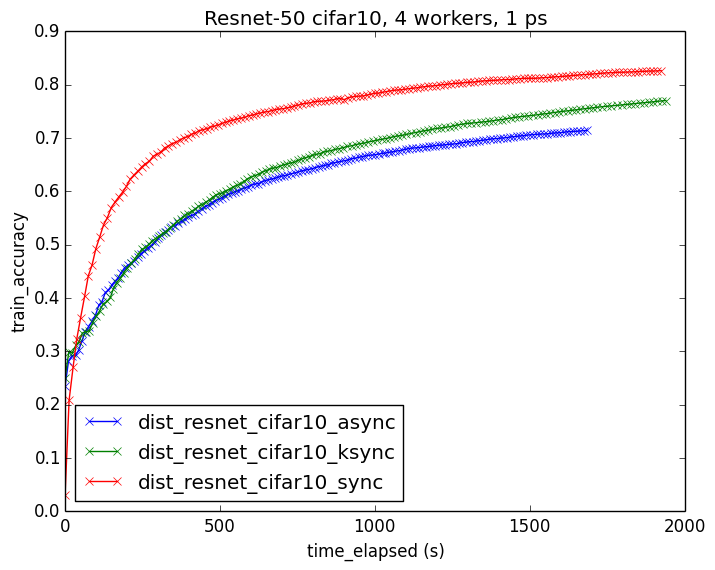 Resnet-50 cifar10, 4 workers, 1 ps
0.9
0.8
0.7
0.6
0.5
0.4
0.3
0.2
0.1
0.0
train_accuracy
dist_resnet_cifar10_async
dist_resnet_cifar10_ksync
dist_resnet_cifar10_sync
0 500 1000 1500 2000
time_elapsed (s)